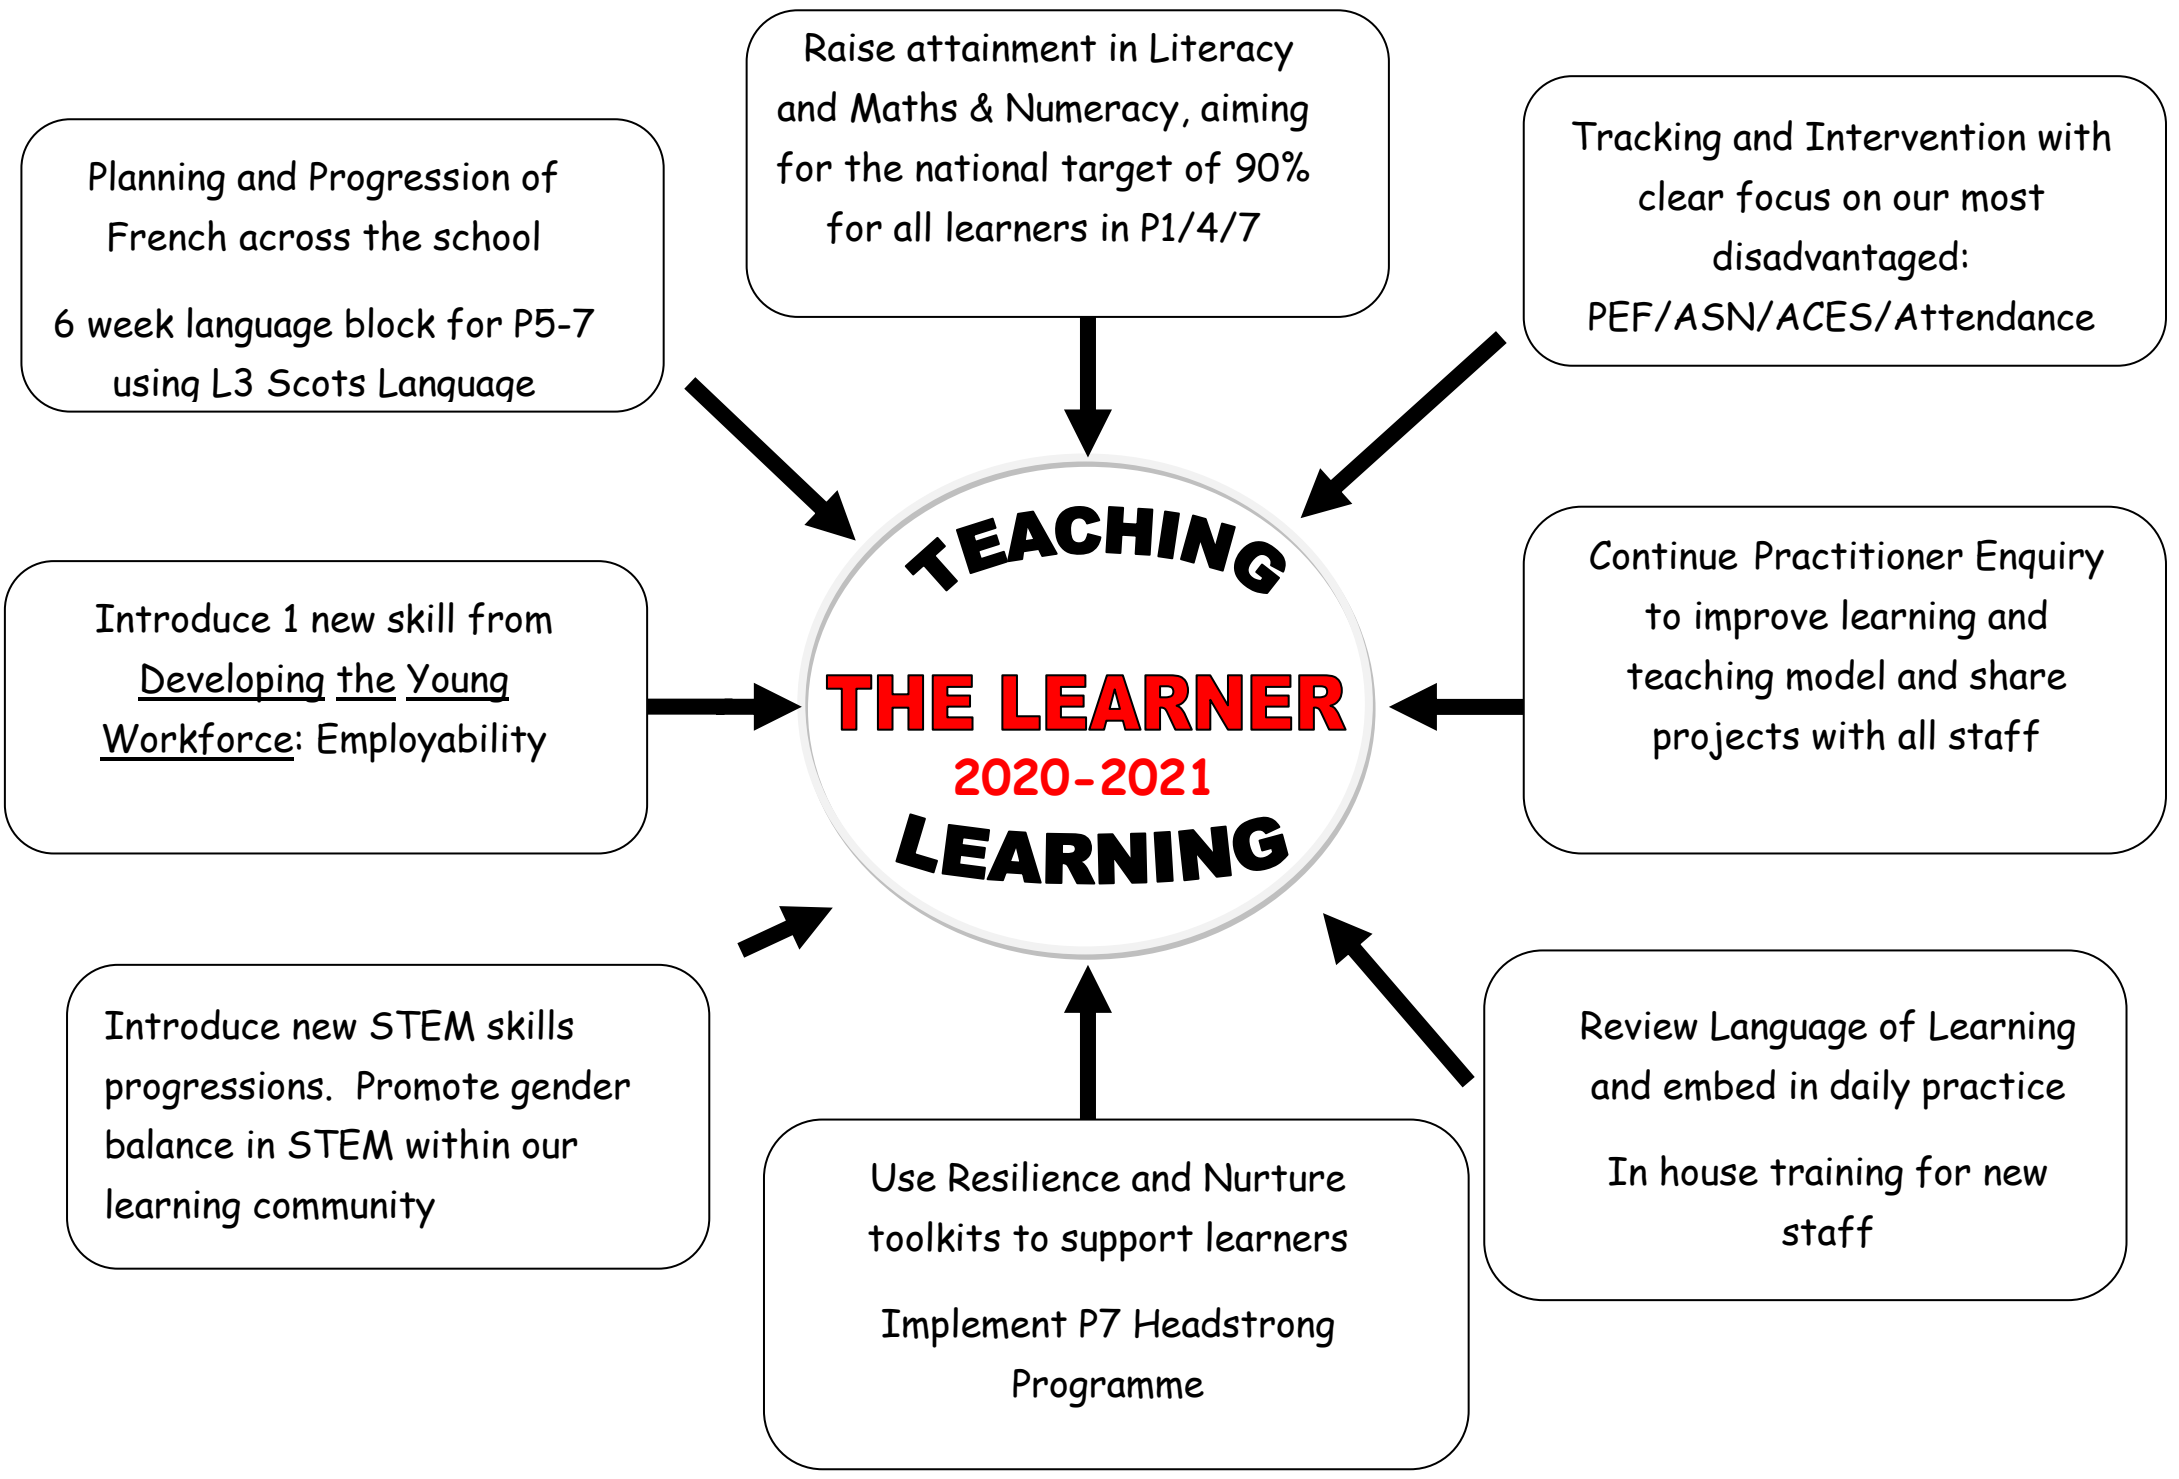 Raise attainment in Literacy
and Maths & Numeracy, aiming
for the national target of 90%
for all learners in P1/4/7
Planning and Progression of
French across the school
6 week language block for P5-7
using L3 Scots Language
Tracking and Intervention with
clear focus on our most
disadvantaged:
PEF/ASN/ACES/Attendance
Introduce 1 new skill from
Developing the Young
Workforce: Employability
TEACHING
THE LEARNER
2020-2021
LEARNING
Continue Practitioner Enquiry
to improve learning and
teaching model and share
projects with all staff
Introduce new STEM skills
progressions.  Promote gender
balance in STEM within our
learning community
Use Resilience and Nurture
toolkits to support learners
Implement P7 Headstrong
Programme
Review Language of Learning
and embed in daily practice
In house training for new
staff